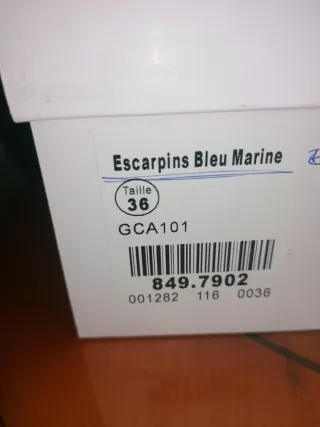 Escarpins Bleu Marine
Taille
36
GCA101
849.7902
001282 116 0036